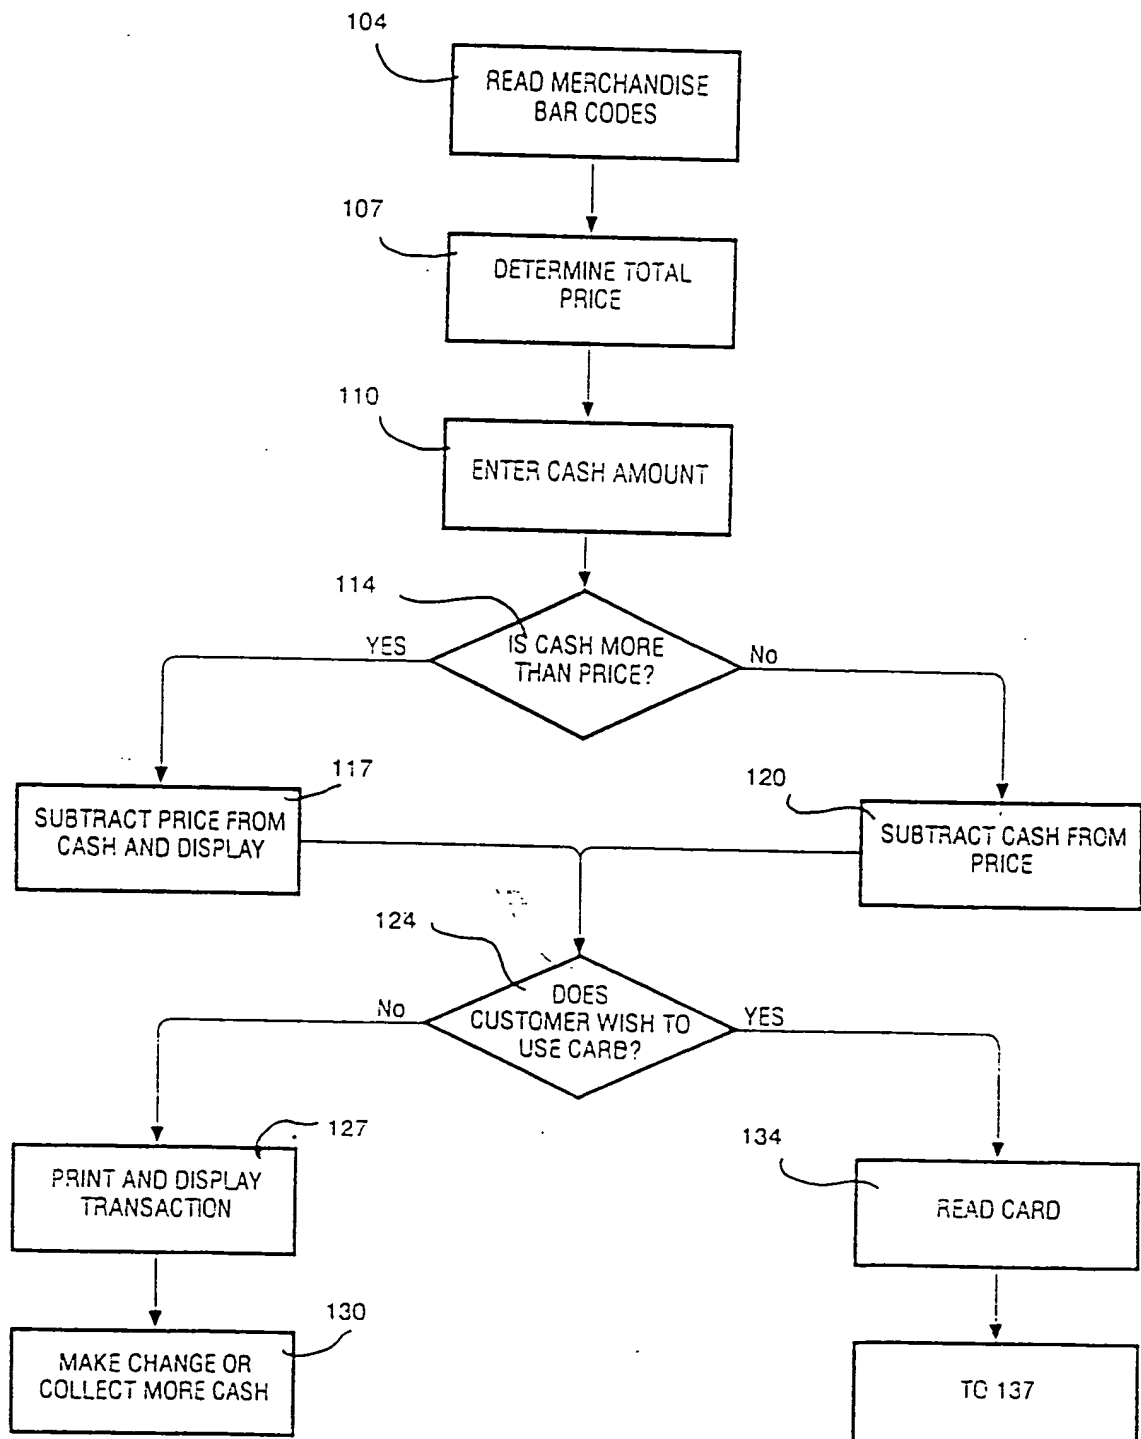 104
READ MERCHANDISE
BAR CODES
107
DETERMINE TOTAL
PRICE
110
ENTER CASH AMOUNT
114
IS CASH MORE
THAN PRICE?
YES
No
117
SUBTRACT PRICE FROM
CASH AND DISPLAY
120
SUBTRACT CASH FROM
PRICE
124
DOES
CUSTOMER WISH TO
USE CARB?
No
YES
127
PRINT AND DISPLAY
TRANSACTION
134
READ CARD
130
MAKE CHANGE OR
COLLECT MORE CASH
TO 137